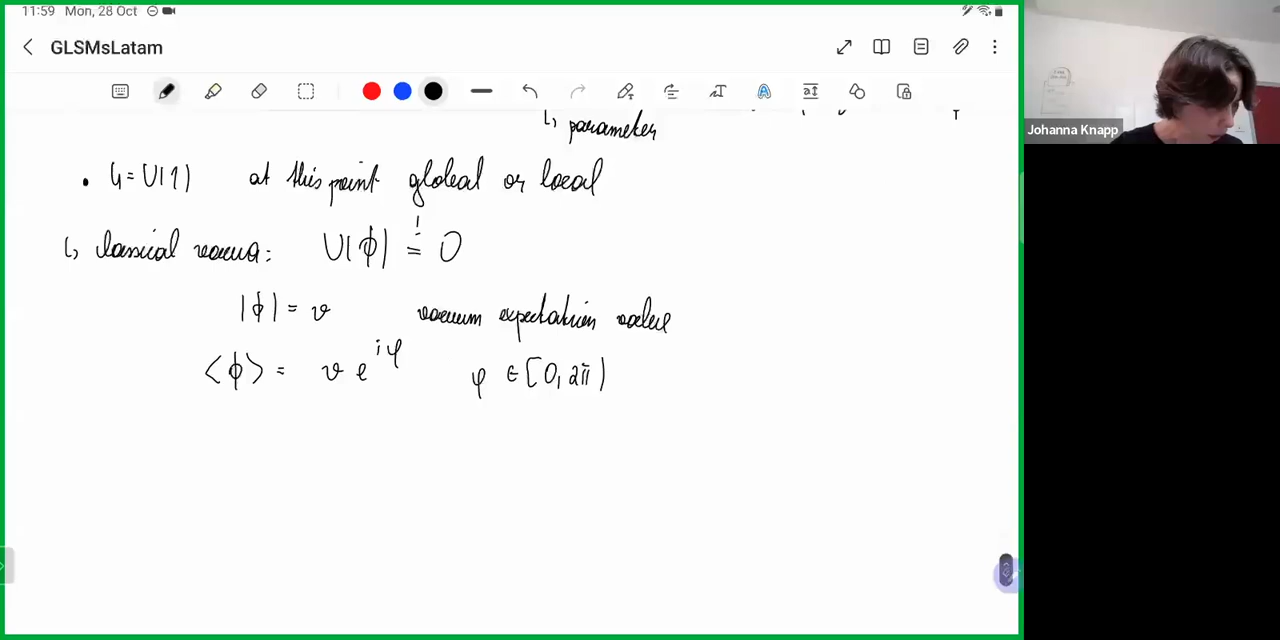 11:59 Mon, 28 Oct
GLSMsLatam
↳ parameter
• G = U(1) at this point global or local
↳ classical vacua: U(ϕ) =! 0
|ϕ| = v vacuum expectation value
⟨ϕ⟩ = v e^{iφ} φ ∈ [0, 2π)
Johanna Knapp